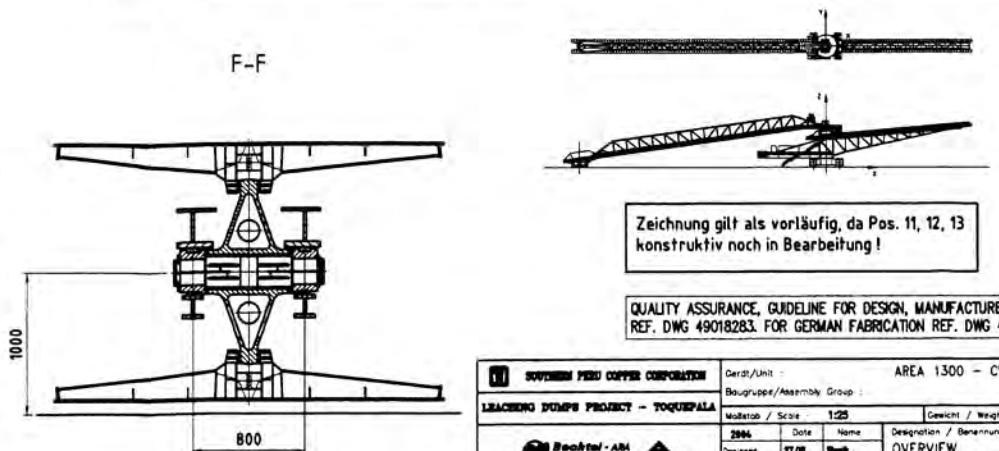 F-F
1000
800
Y
X
Z
X
Zeichnung gilt als vorläufig, da Pos. 11, 12, 13
konstruktiv noch in Bearbeitung !
QUALITY ASSURANCE, GUIDELINE FOR DESIGN, MANUFACTURE
REF. DWG 49018283. FOR GERMAN FABRICATION REF. DWG
SOUTHERN PERU COPPER CORPORATION
LEACHING DUMPS PROJECT - TOQUEPALA
Bechtel - ARA
Gerät/Unit :
AREA 1300 - C
Baugruppe/Assembly Group :
Maßstab / Scale
1:25
Gewicht / Weigh
Date
Name
Designation / Benennun
OVERVIEW